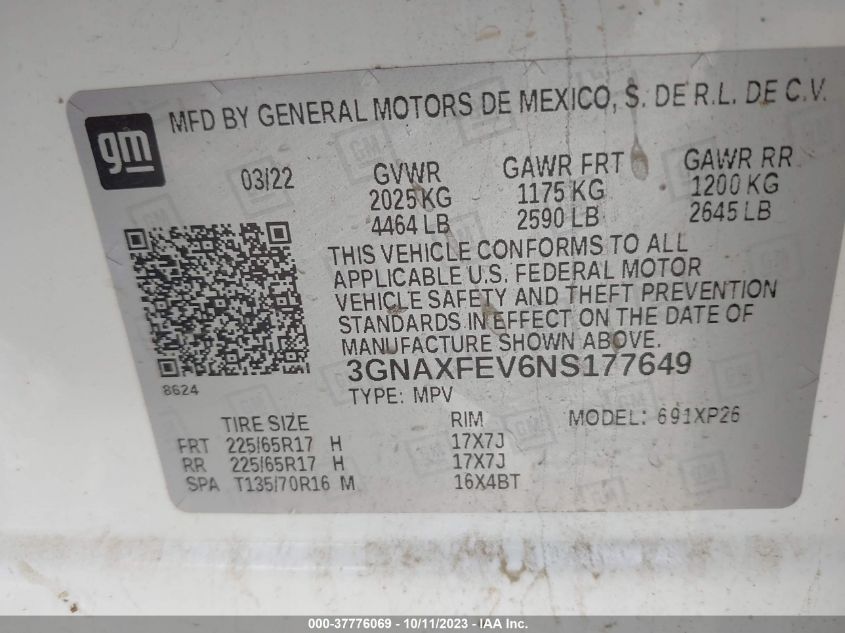 MFD BY GENERAL MOTORS DE MEXICO, S. DE R.L. DE C.V.
gm
03/22 GVWR GAWR FRT GAWR RR
2025 KG 1175 KG 1200 KG
4464 LB 2590 LB 2645 LB
THIS VEHICLE CONFORMS TO ALL
APPLICABLE U.S. FEDERAL MOTOR
VEHICLE SAFETY AND THEFT PREVENTION
STANDARDS IN EFFECT ON THE DATE OF
MANUFACTURE SHOWN ABOVE.
3GNAXFEV6NS177649
8624
TYPE: MPV
TIRE SIZE RIM MODEL: 691XP26
FRT 225/65R17 H 17X7J
RR 225/65R17 H 17X7J
SPA T135/70R16 M 16X4BT
000-37776069 - 10/11/2023 - IAA Inc.